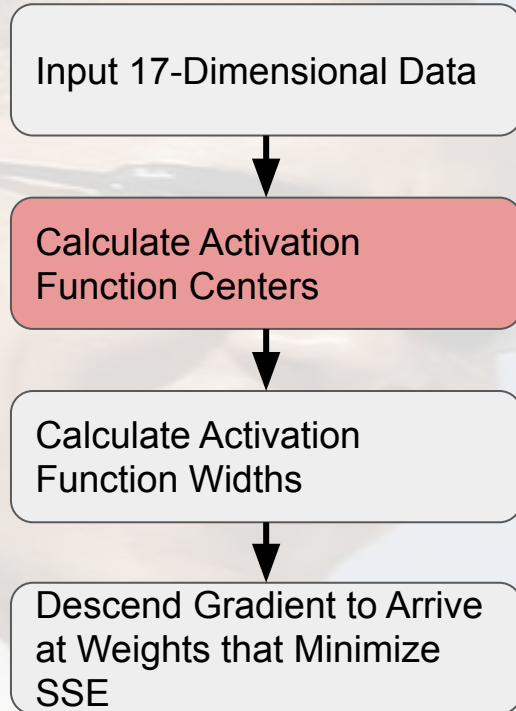 Input 17-Dimensional Data
Calculate Activation
Function Centers
Calculate Activation
Function Widths
Descend Gradient to Arrive
at Weights that Minimize
SSE